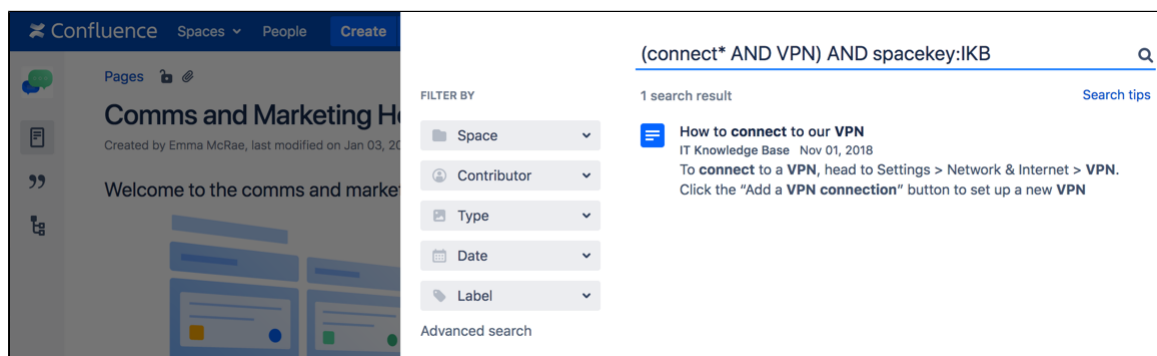 Confluence Spaces People Create
Pages
Comms and Marketing H
Created by Emma McRae, last modified on Jan 03, 20
Welcome to the comms and market
(connect* AND VPN) AND spacekey:IKB
FILTER BY
Space
Contributor
Type
Date
Label
Advanced search
1 search result
Search tips
How to connect to our VPN
IT Knowledge Base Nov 01, 2018
To connect to a VPN, head to Settings > Network & Internet > VPN.
Click the “Add a VPN connection” button to set up a new VPN